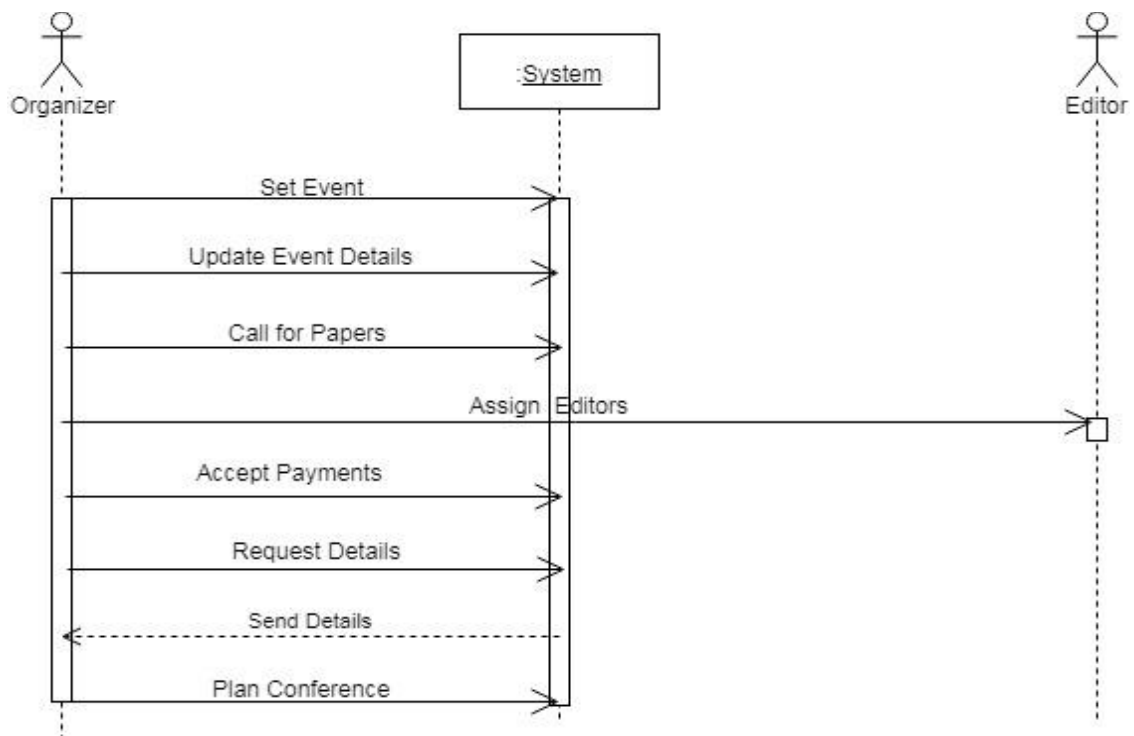 Organizer
:System
Editor
Set Event
Update Event Details
Call for Papers
Assign Editors
Accept Payments
Request Details
Send Details
Plan Conference